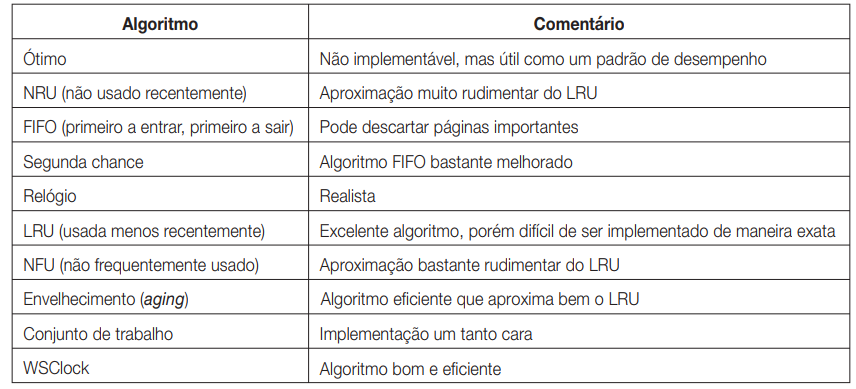 Algoritmo Comentário
Ótimo Não implementável, mas útil como um padrão de desempenho
NRU (não usado recentemente) Aproximação muito rudimentar do LRU
FIFO (primeiro a entrar, primeiro a sair) Pode descartar páginas importantes
Segunda chance Algoritmo FIFO bastante melhorado
Relógio Realista
LRU (usada menos recentemente) Excelente algoritmo, porém difícil de ser implementado de maneira exata
NFU (não frequentemente usado) Aproximação bastante rudimentar do LRU
Envelhecimento (aging) Algoritmo eficiente que aproxima bem o LRU
Conjunto de trabalho Implementação um tanto cara
WSClock Algoritmo bom e eficiente